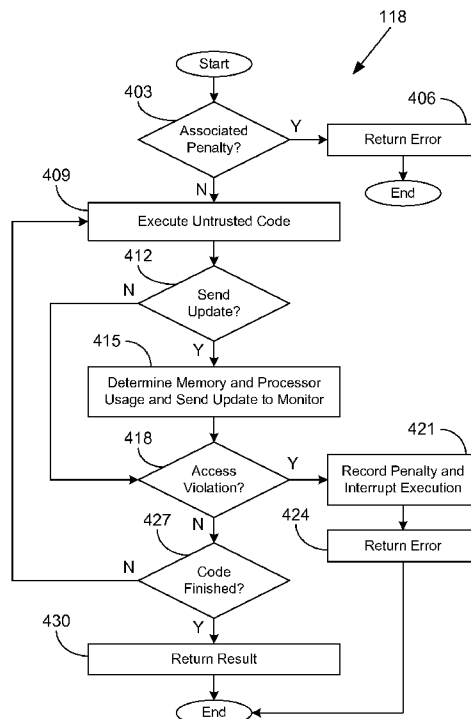 118
Start
403
Associated
Penalty?
Y
406
Return Error
End
N
409
Execute Untrusted Code
412
N
Send
Update?
Y
415
Determine Memory and Processor
Usage and Send Update to Monitor
418
Access
Violation?
Y
421
Record Penalty and
Interrupt Execution
N
424
Return Error
427
N
Code
Finished?
Y
430
Return Result
End